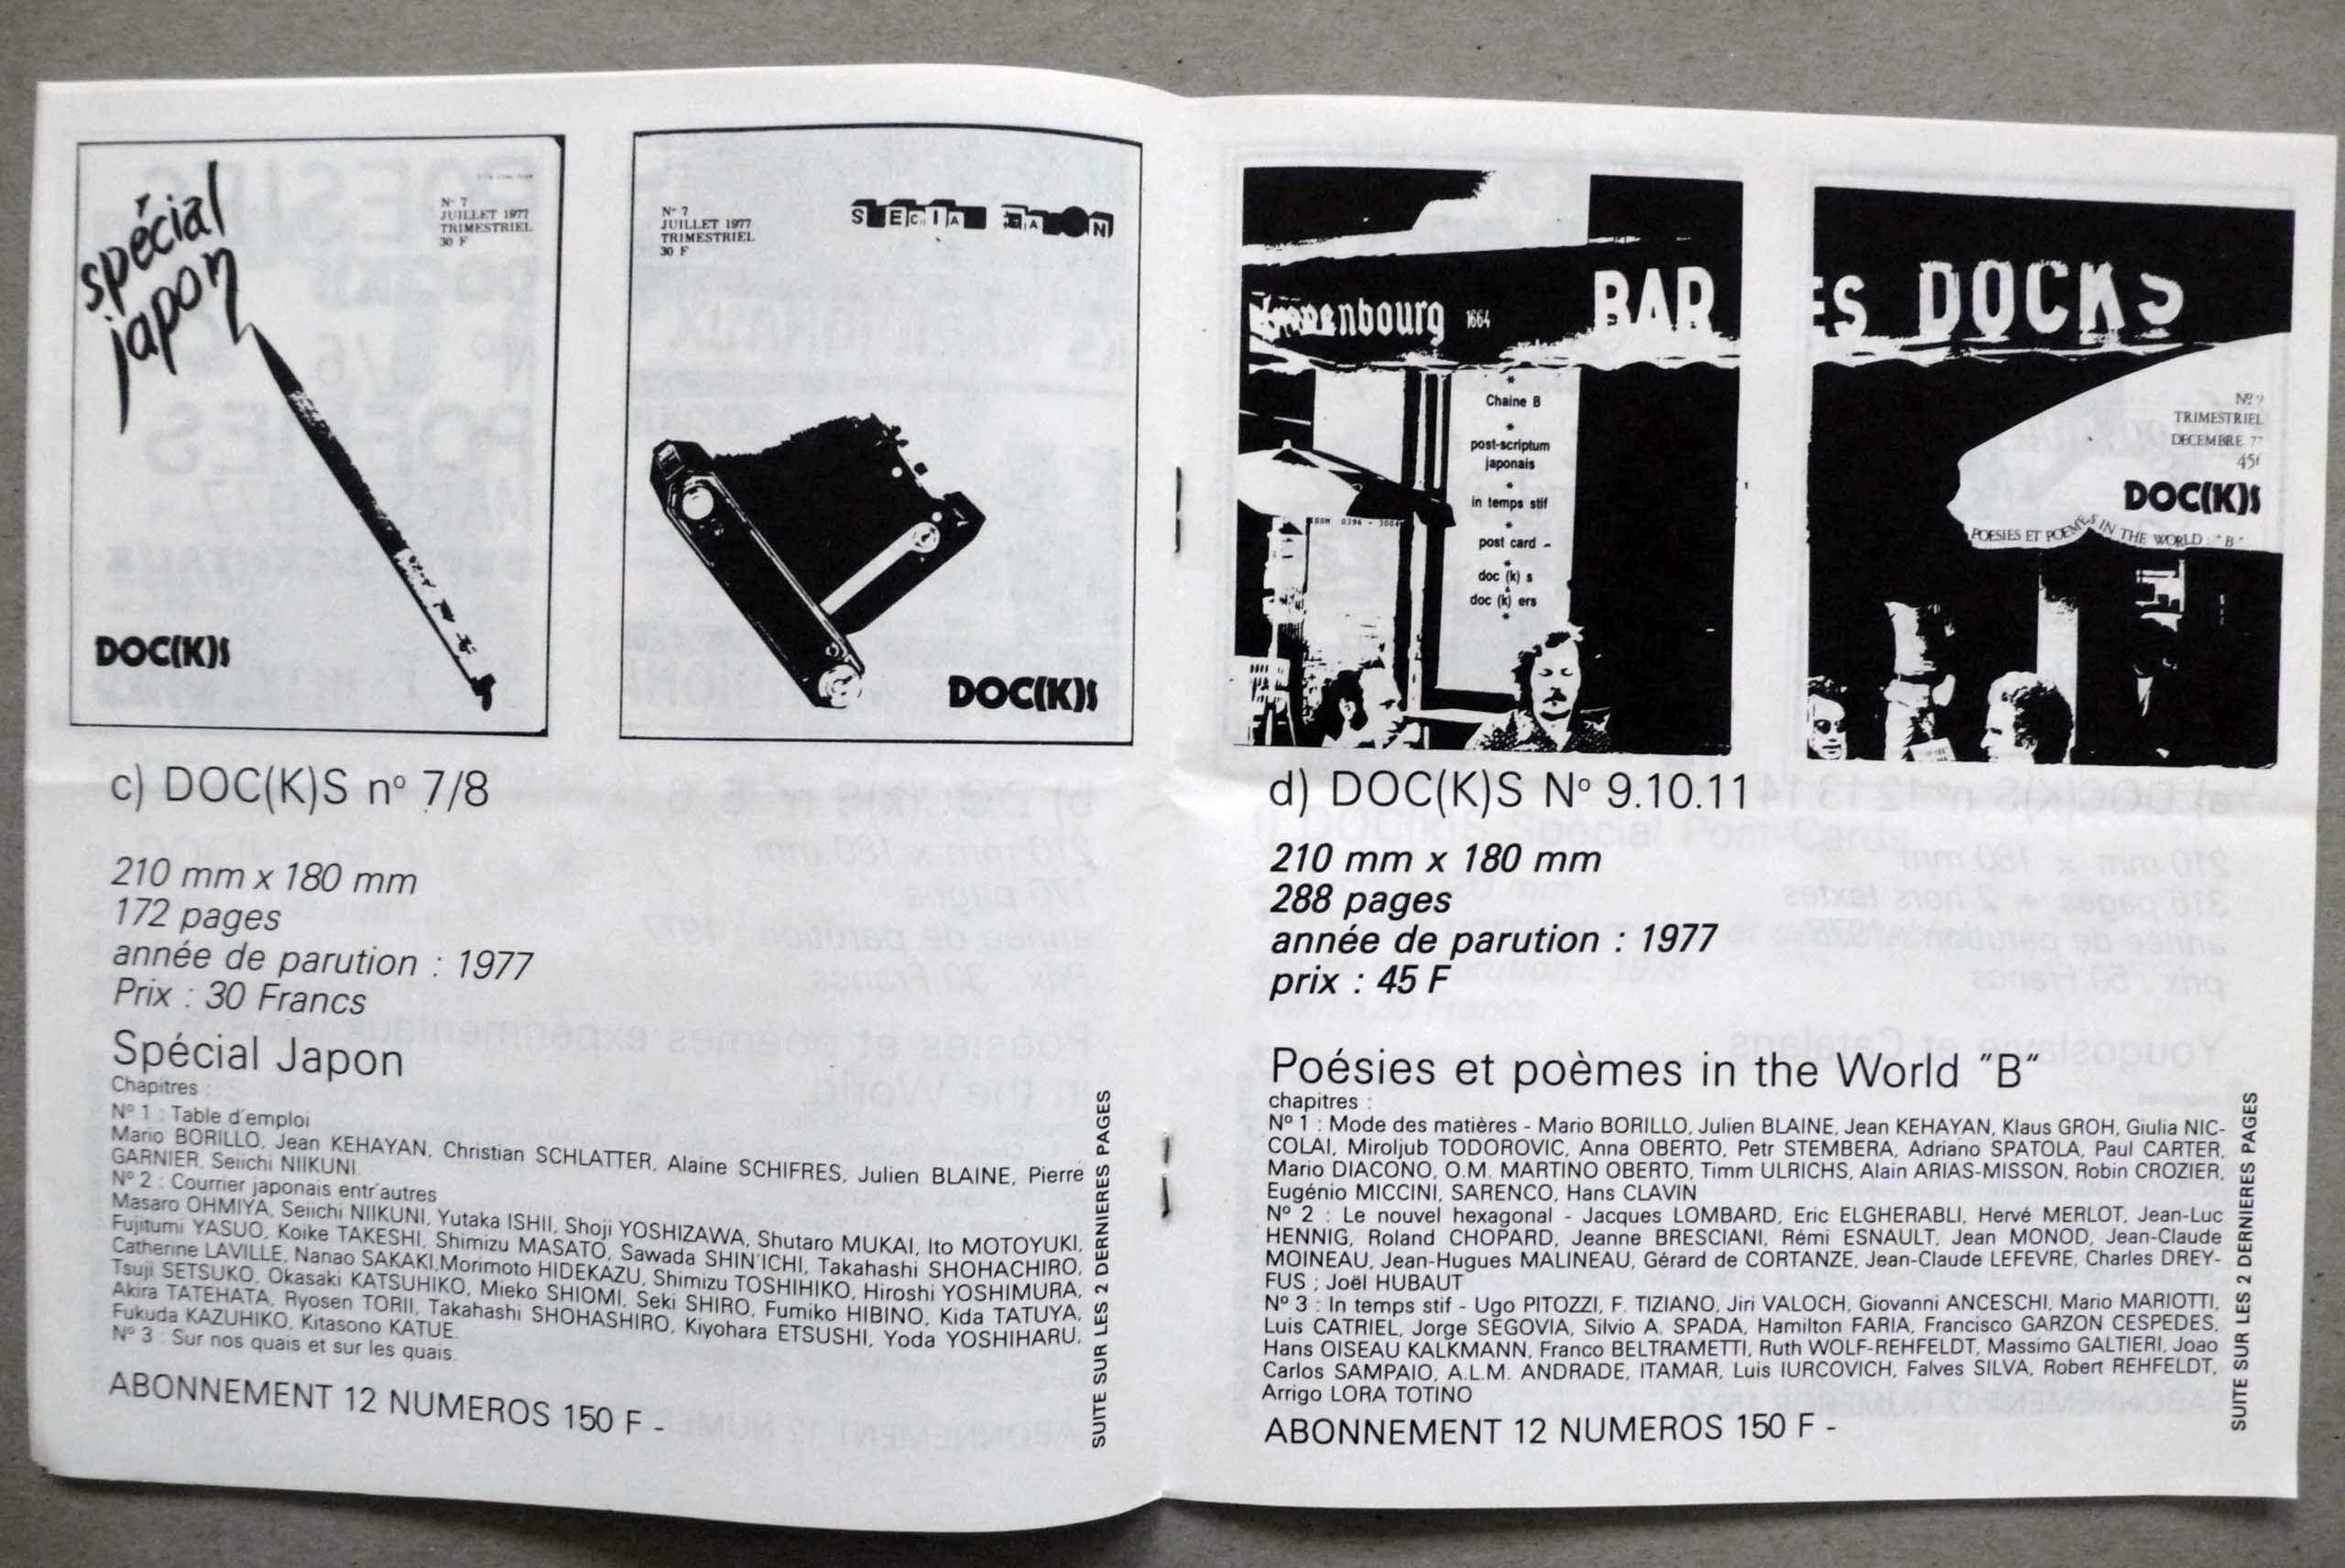 spécial
japon
Nº 7
JUILLET 1977
TRIMESTRIEL
30 F
DOC(K)S
Nº 7
JUILLET 1977
TRIMESTRIEL
30 F
DOC(K)S
c) DOC(K)S nº 7/8
210 mm x 180 mm
172 pages
année de parution : 1977
Prix : 30 Francs
Spécial Japon
Chapitres :
Nº 1 : Table d'emploi
Mario BORILLO, Jean KEHAYAN, Christian SCHLATTER, Alaine SCHIFRES, Julien BLAINE, Pierre
GARNIER, Seiichi NIIKUNI.
Nº 2 : Courrier japonais entr'autres
Masaro OHMIYA, Seiichi NIIKUNI, Yutaka ISHII, Shoji YOSHIZAWA, Shutaro MUKAI, Ito MOTOYUKI,
Fujitumi YASUO, Koike TAKESHI, Shimizu MASATO, Sawada SHIN'ICHI, Takahashi SHOHACHIRO,
Catherine LAVILLE, Nanao SAKAKI,Morimoto HIDEKAZU, Shimizu TOSHIHIKO, Hiroshi YOSHIMURA,
Tsuji SETSUKO, Okasaki KATSUHIKO, Mieko SHIOMI, Seki SHIRO, Fumiko HIBINO, Kida TATUYA,
Akira TATEHATA, Ryosen TORII, Takahashi SHOHASHIRO, Kiyohara ETSUSHI, Yoda YOSHIHARU,
Fukuda KAZUHIKO, Kitasono KATUE.
Nº 3 : Sur nos quais et sur les quais.
ABONNEMENT 12 NUMEROS 150 F -
SUITE SUR LES 2 DERNIERES PAGES
1664
BAR
Chaine B
post-scriptum
japonais
in temps stif
post card -
doc (k) s
doc (k) ers
ES DOCKS
TRIMESTRIEL
DECEMBRE
DOC(K)S
POESIES ET POEMES IN THE WORLD : "B"
d) DOC(K)S Nº 9.10.11
210 mm x 180 mm
288 pages
année de parution : 1977
prix : 45 F
Poésies et poèmes in the World "B"
chapitres :
Nº 1 : Mode des matières - Mario BORILLO, Julien BLAINE, Jean KEHAYAN, Klaus GROH, Giulia NIC-
COLAI, Miroljub TODOROVIC, Anna OBERTO, Petr STEMBERA, Adriano SPATOLA, Paul CARTER,
Mario DIACONO, O.M. MARTINO OBERTO, Timm ULRICHS, Alain ARIAS-MISSON, Robin CROZIER,
Eugénio MICCINI, SARENCO, Hans CLAVIN
Nº 2 : Le nouvel hexagonal - Jacques LOMBARD, Eric ELGHERABLI, Hervé MERLOT, Jean-Luc
HENNIG, Roland CHOPARD, Jeanne BRESCIANI, Rémi ESNAULT, Jean MONOD, Jean-Claude
MOINEAU, Jean-Hugues MALINEAU, Gérard de CORTANZE, Jean-Claude LEFEVRE, Charles DREY-
FUS ; Joël HUBAUT
Nº 3 : In temps stif - Ugo PITOZZI, F. TIZIANO, Jiri VALOCH, Giovanni ANCESCHI, Mario MARIOTTI,
Luis CATRIEL, Jorge SEGOVIA, Silvio A. SPADA, Hamilton FARIA, Francisco GARZON CESPEDES,
Hans OISEAU KALKMANN, Franco BELTRAMETTI, Ruth WOLF-REHFELDT, Massimo GALTIERI, Joao
Carlos SAMPAIO, A.L.M. ANDRADE, ITAMAR, Luis IURCOVICH, Falves SILVA, Robert REHFELDT,
Arrigo LORA TOTINO
ABONNEMENT 12 NUMEROS 150 F -
SUITE SUR LES 2 DERNIERES PAGES